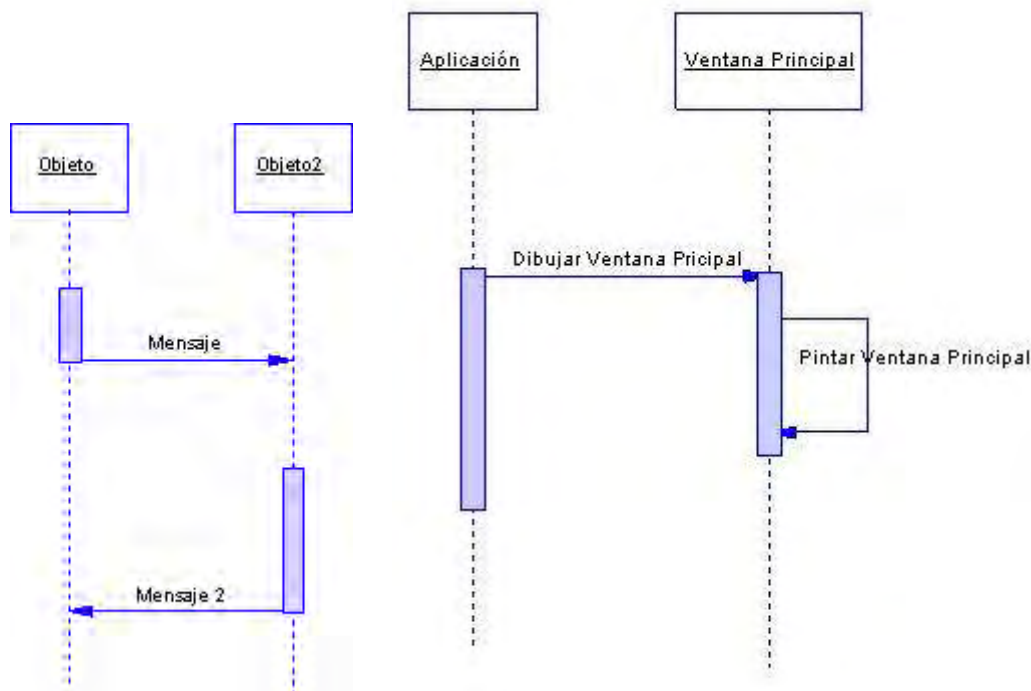 Objeto
Objeto2
Mensaje
Mensaje 2
Aplicación
Ventana Principal
Dibujar Ventana Pricipal
Pintar Ventana Principal